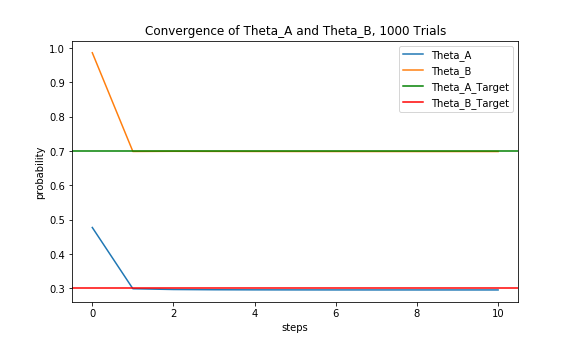 Convergence of Theta_A and Theta_B, 1000 Trials
1.0
0.9
0.8
0.7
0.6
0.5
0.4
0.3
probability
Theta_A
Theta_B
Theta_A_Target
Theta_B_Target
0 2 4 6 8 10
steps